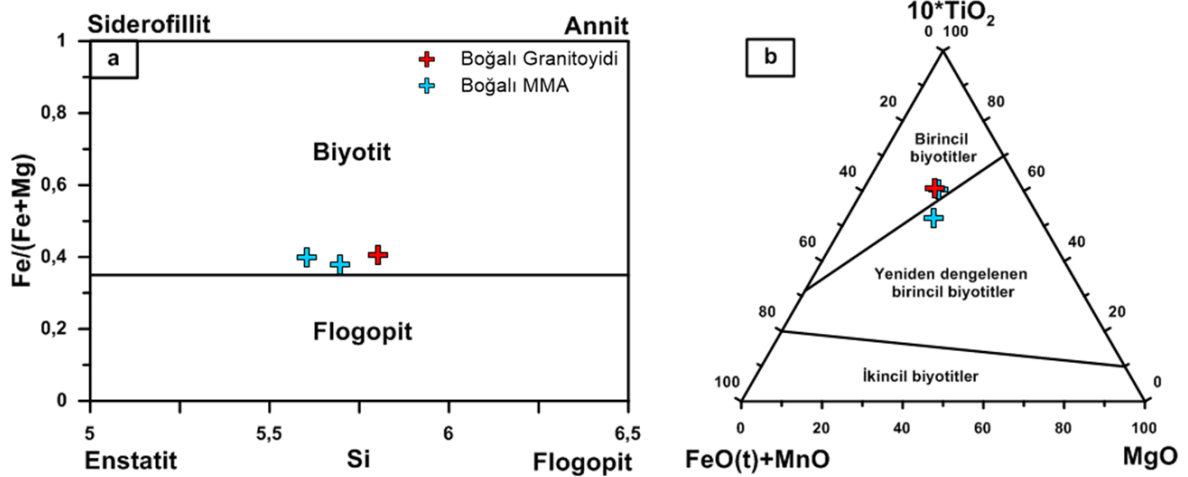 Siderofillit
Annit
a
Boğalı Granitoyidi
Boğalı MMA
Biyotit
Flogopit
Fe/(Fe+Mg)
1
0,8
0,6
0,4
0,2
0
5
5,5
6
6,5
Enstatit
Si
Flogopit
b
10*TiO2
0
100
20
80
40
60
60
40
80
20
100
0
Birincil
biyotitler
Yeniden dengelenen
birincil biyotitler
İkincil biyotitler
0
20
40
60
80
100
FeO(t)+MnO
MgO